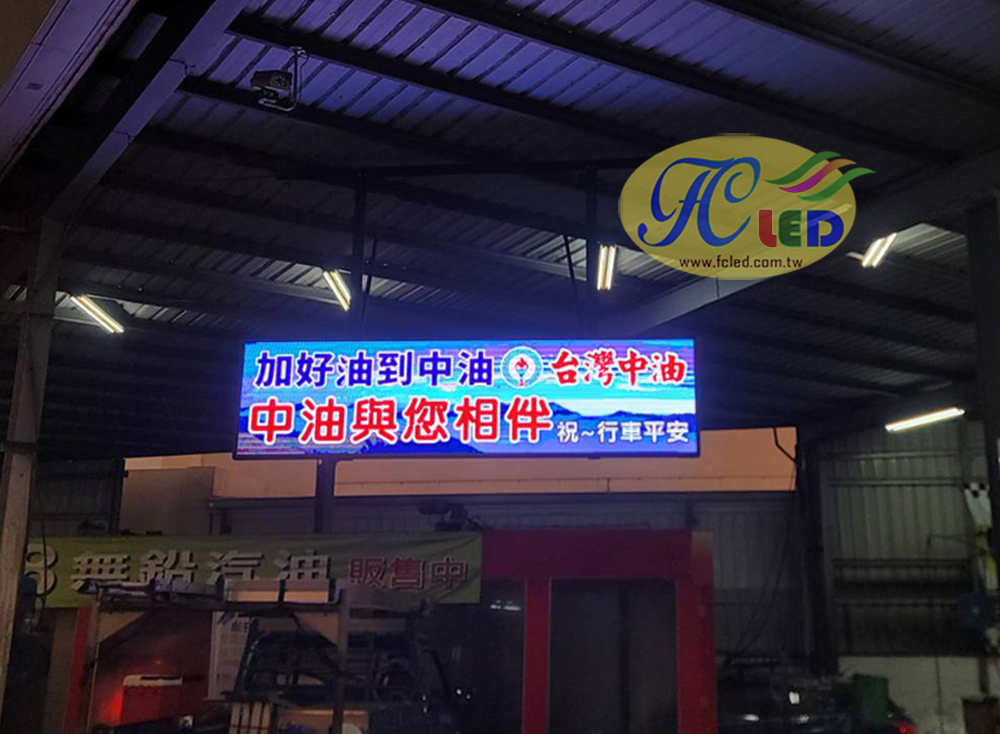 FC LED
www.fcled.com.tw
加好油到中油 台灣中油
中油與您相伴 祝~行車平安
無鉛汽油 販售中